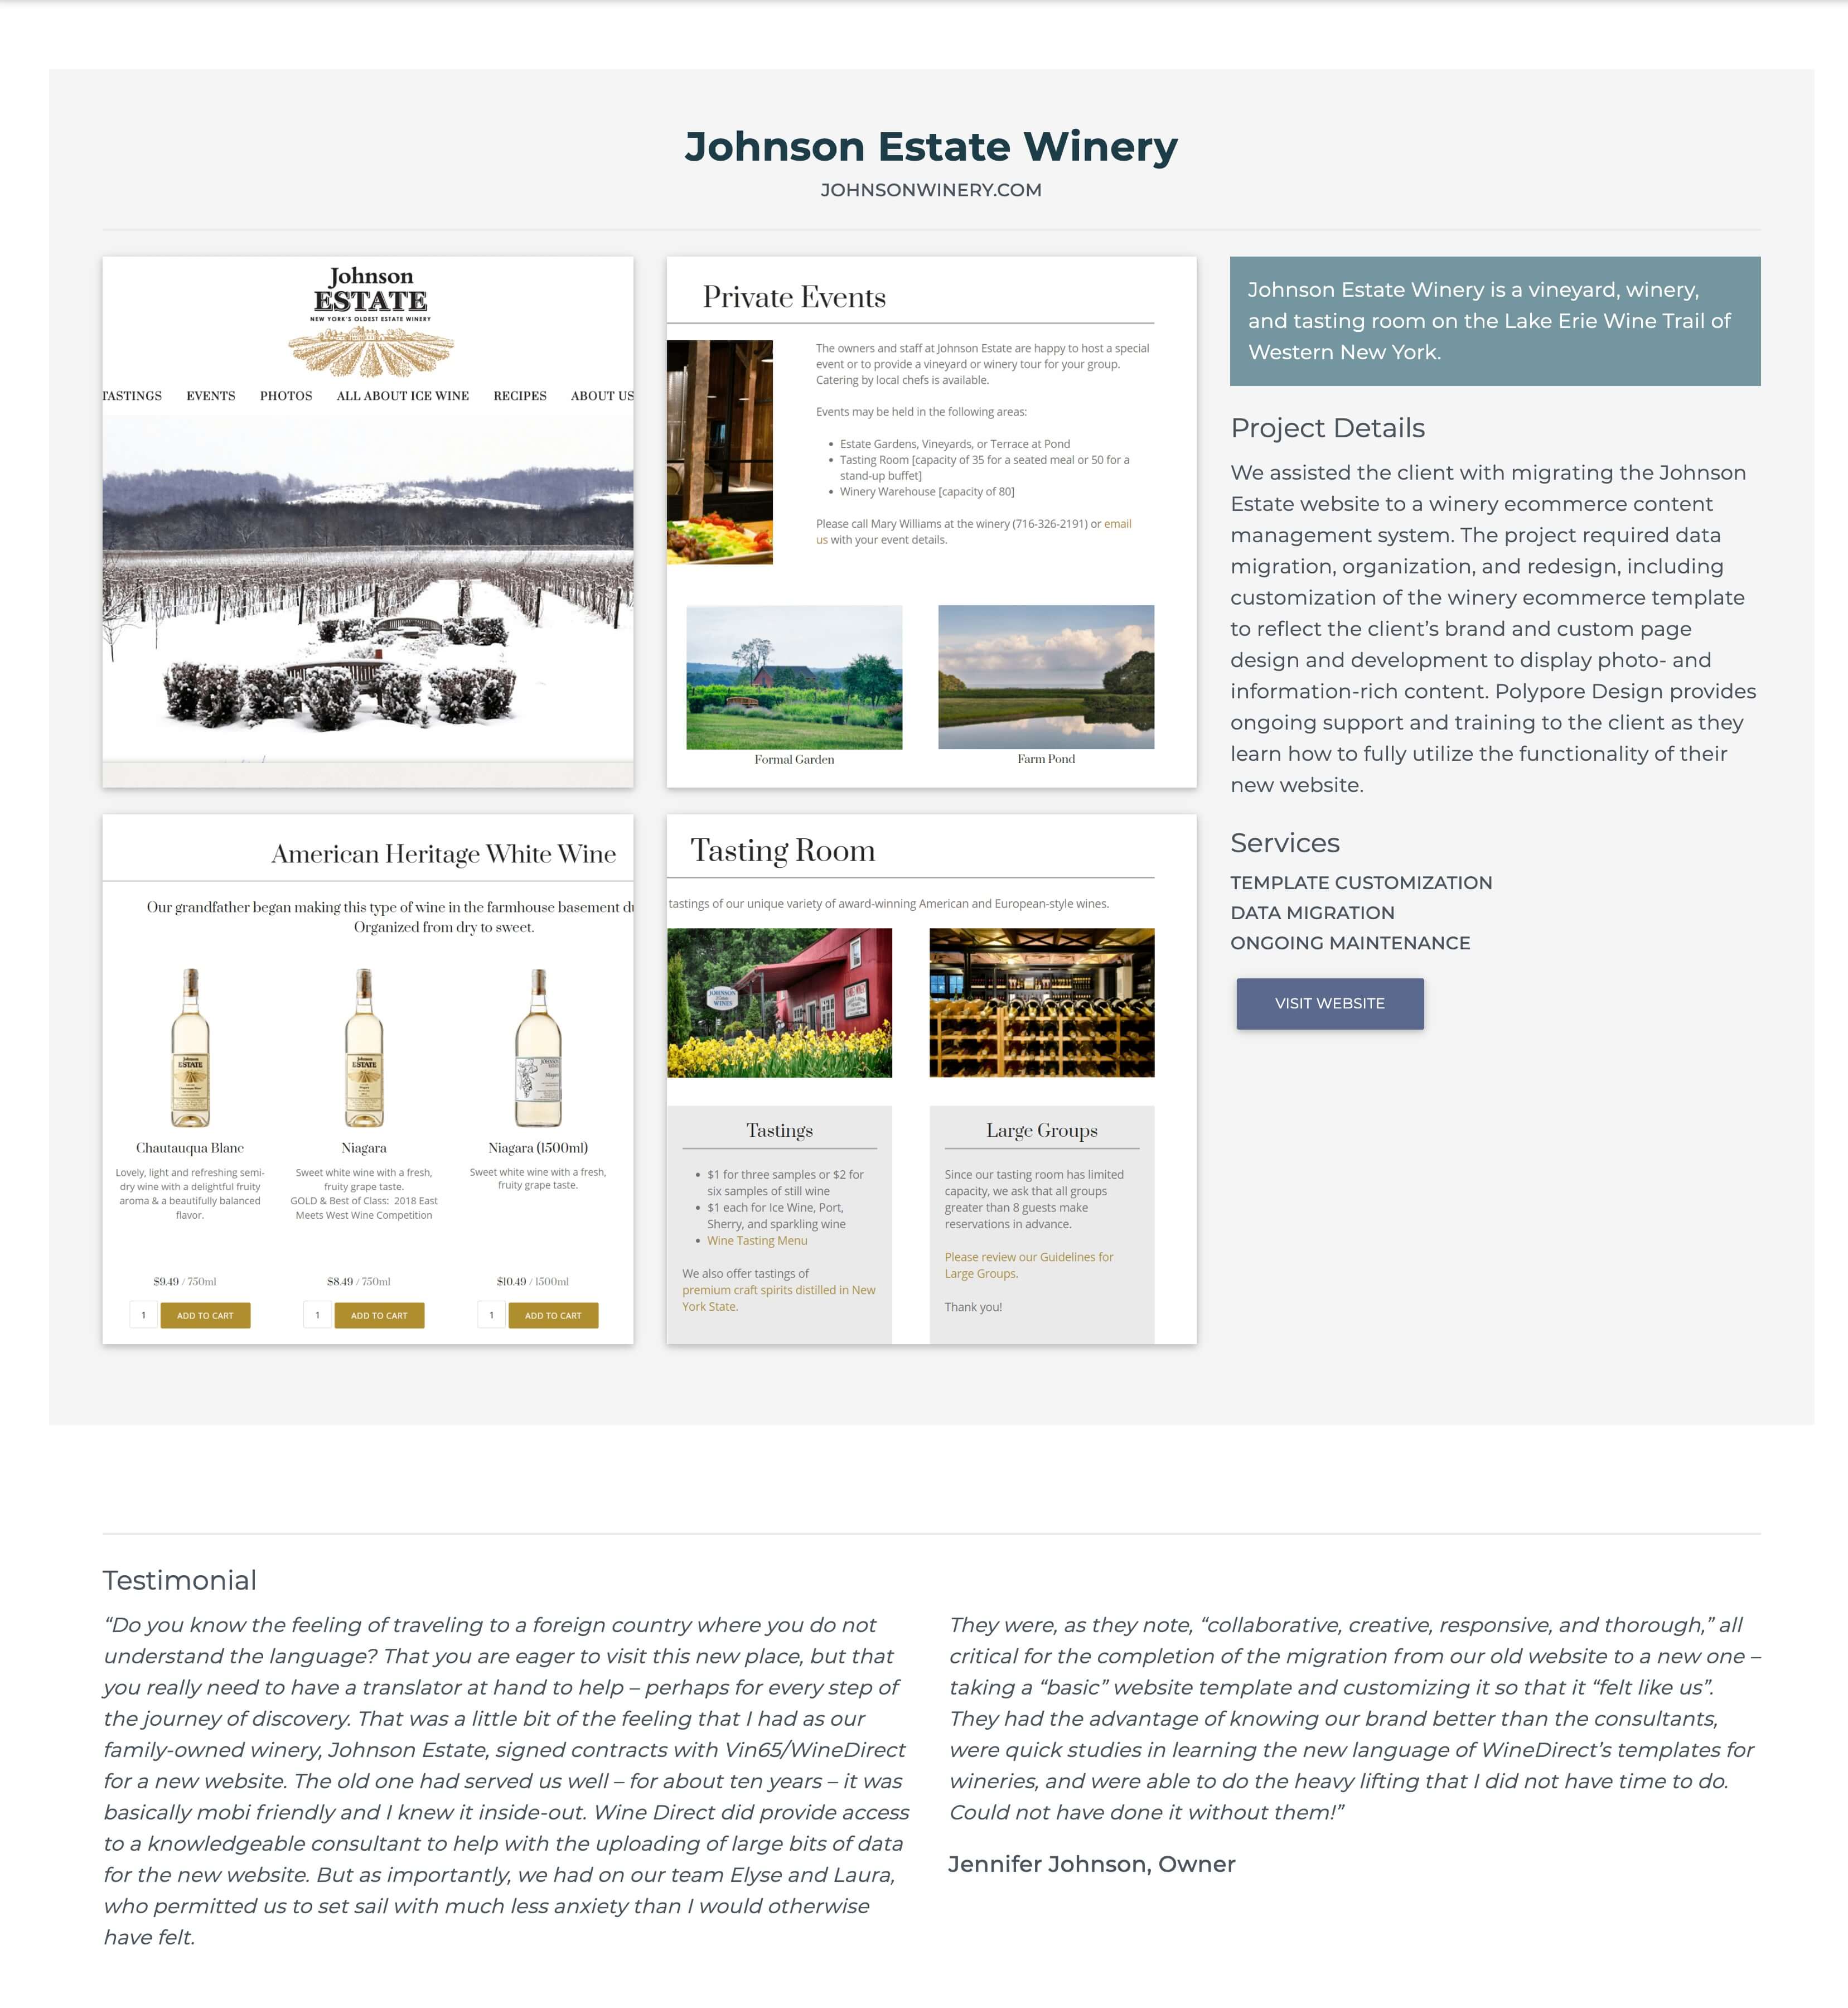 Johnson Estate Winery
JOHNSONWINERY.COM
Johnson
ESTATE
NEW YORK'S OLDEST ESTATE WINERY
TASTINGS EVENTS PHOTOS ALL ABOUT ICE WINE RECIPES ABOUT US
Private Events
The owners and staff at Johnson Estate are happy to host a special
event or to provide a vineyard or winery tour for your group.
Catering by local chefs is available.
Events may be held in the following areas:
• Estate Gardens, Vineyards, or Terrace at Pond
• Tasting Room [capacity of 35 for a seated meal or 50 for a
stand-up buffet]
• Winery Warehouse [capacity of 80]
Please call Mary Williams at the winery (716-326-2191) or email
us with your event details.
Formal Garden
Farm Pond
American Heritage White Wine
Our grandfather began making this type of wine in the farmhouse basement
Organized from dry to sweet.
Johnson
ESTATE
Johnson
ESTATE
Niagara
Chautauqua Blanc
Lovely, light and refreshing semi-
dry wine with a delightful fruity
aroma & a beautifully balanced
flavor.
$9.49 / 750ml
1 ADD TO CART
Niagara
Sweet white wine with a fresh,
fruity grape taste.
GOLD & Best of Class: 2018 East
Meets West Wine Competition
$8.49 / 750ml
1 ADD TO CART
Niagara (1500ml)
Sweet white wine with a fresh,
fruity grape taste.
$10.49 / 1500ml
1 ADD TO CART
Tasting Room
tastings of our unique variety of award-winning American and European-style wines.
JOHNSON
Estate
WINES
Tastings
• $1 for three samples or $2 for
six samples of still wine
• $1 each for Ice Wine, Port,
Sherry, and sparkling wine
• Wine Tasting Menu
We also offer tastings of
premium craft spirits distilled in New
York State.
Large Groups
Since our tasting room has limited
capacity, we ask that all groups
greater than 8 guests make
reservations in advance.
Please review our Guidelines for
Large Groups.
Thank you!
Johnson Estate Winery is a vineyard, winery,
and tasting room on the Lake Erie Wine Trail of
Western New York.
Project Details
We assisted the client with migrating the Johnson
Estate website to a winery ecommerce content
management system. The project required data
migration, organization, and redesign, including
customization of the winery ecommerce template
to reflect the client’s brand and custom page
design and development to display photo- and
information-rich content. Polypore Design provides
ongoing support and training to the client as they
learn how to fully utilize the functionality of their
new website.
Services
TEMPLATE CUSTOMIZATION
DATA MIGRATION
ONGOING MAINTENANCE
VISIT WEBSITE
Testimonial
“Do you know the feeling of traveling to a foreign country where you do not
understand the language? That you are eager to visit this new place, but that
you really need to have a translator at hand to help – perhaps for every step of
the journey of discovery. That was a little bit of the feeling that I had as our
family-owned winery, Johnson Estate, signed contracts with Vin65/WineDirect
for a new website. The old one had served us well – for about ten years – it was
basically mobi friendly and I knew it inside-out. Wine Direct did provide access
to a knowledgeable consultant to help with the uploading of large bits of data
for the new website. But as importantly, we had on our team Elyse and Laura,
who permitted us to set sail with much less anxiety than I would otherwise
have felt.
They were, as they note, “collaborative, creative, responsive, and thorough,” all
critical for the completion of the migration from our old website to a new one –
taking a “basic” website template and customizing it so that it “felt like us”.
They had the advantage of knowing our brand better than the consultants,
were quick studies in learning the new language of WineDirect’s templates for
wineries, and were able to do the heavy lifting that I did not have time to do.
Could not have done it without them!”
Jennifer Johnson, Owner